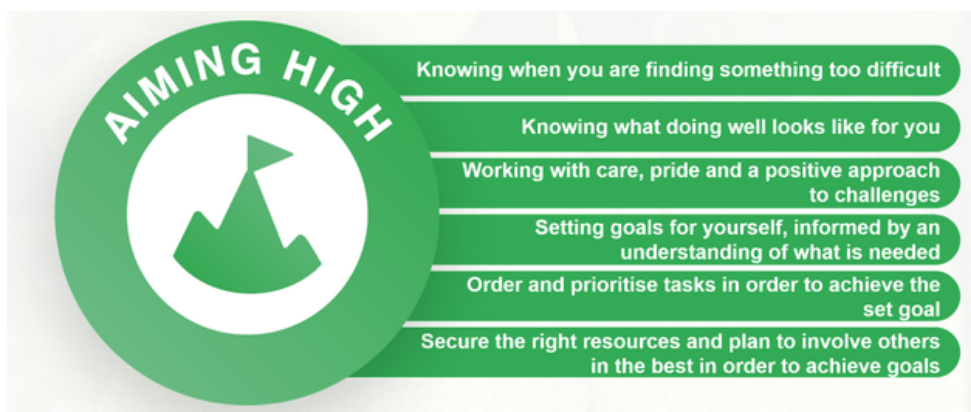 AIMING HIGH
Knowing when you are finding something too difficult
Knowing what doing well looks like for you
Working with care, pride and a positive approach
to challenges
Setting goals for yourself, informed by an
understanding of what is needed
Order and prioritise tasks in order to achieve the
set goal
Secure the right resources and plan to involve others
in the best in order to achieve goals